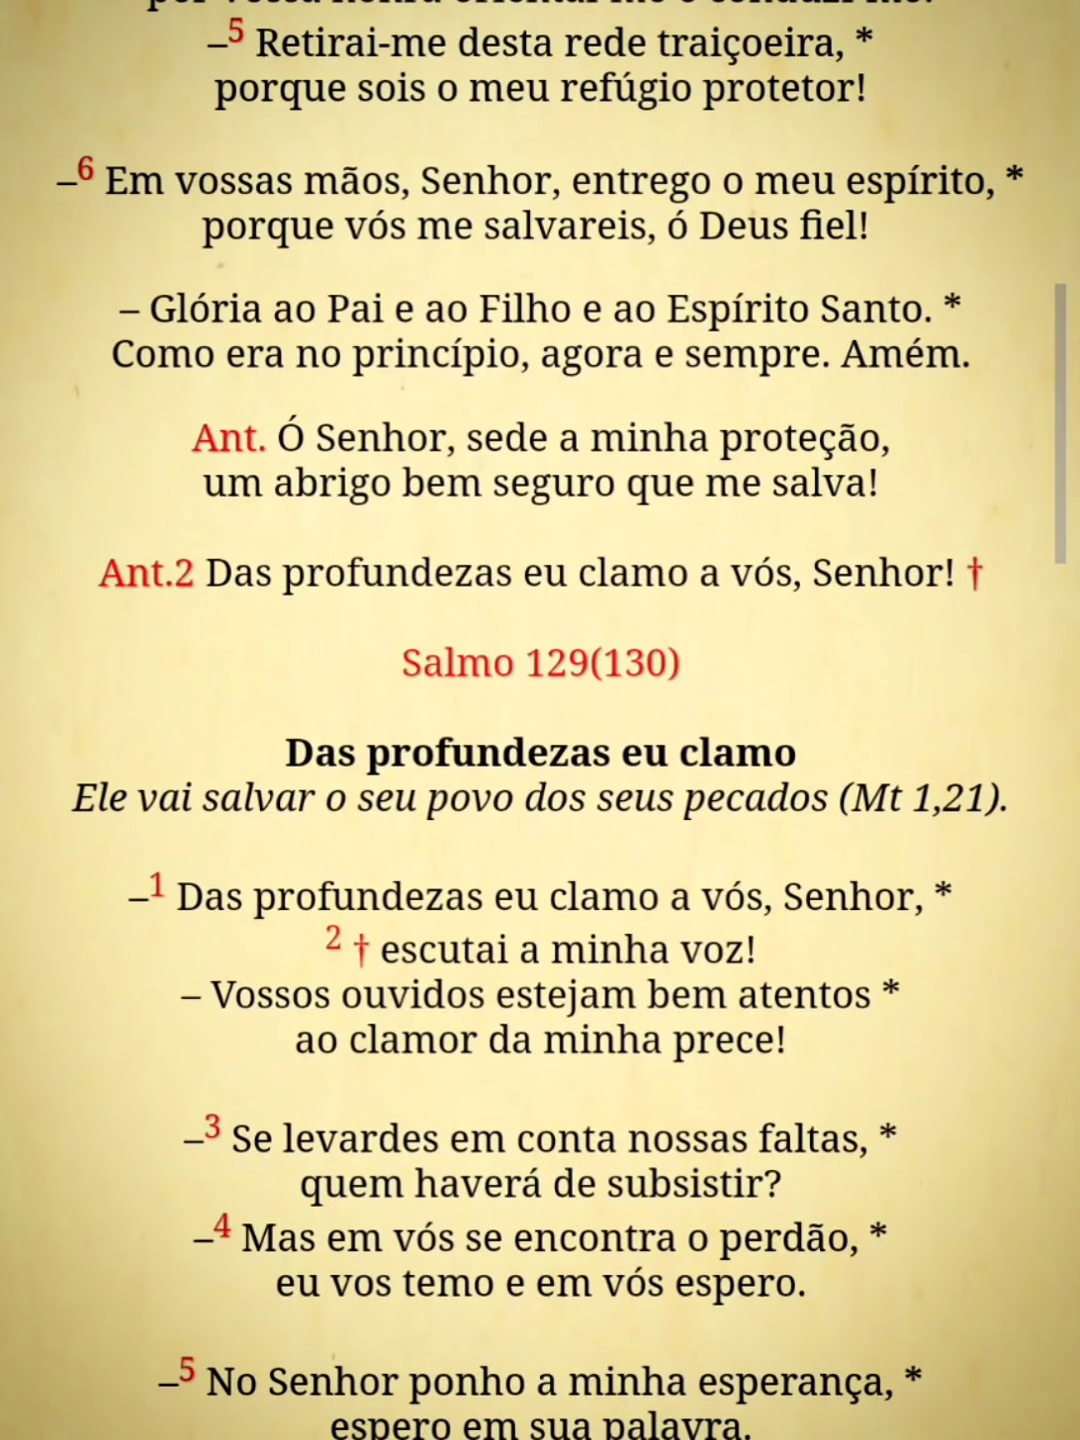 –5 Retirai-me desta rede traiçoeira, *
porque sois o meu refúgio protetor!
–6 Em vossas mãos, Senhor, entrego o meu espírito, *
porque vós me salvareis, ó Deus fiel!
– Glória ao Pai e ao Filho e ao Espírito Santo. *
Como era no princípio, agora e sempre. Amém.
Ant. Ó Senhor, sede a minha proteção,
um abrigo bem seguro que me salva!
Ant.2 Das profundezas eu clamo a vós, Senhor! †
Salmo 129(130)
Das profundezas eu clamo
Ele vai salvar o seu povo dos seus pecados (Mt 1,21).
–1 Das profundezas eu clamo a vós, Senhor, *
2 † escutai a minha voz!
– Vossos ouvidos estejam bem atentos *
ao clamor da minha prece!
–3 Se levardes em conta nossas faltas, *
quem haverá de subsistir?
–4 Mas em vós se encontra o perdão, *
eu vos temo e em vós espero.
–5 No Senhor ponho a minha esperança, *
espero em sua palavra.